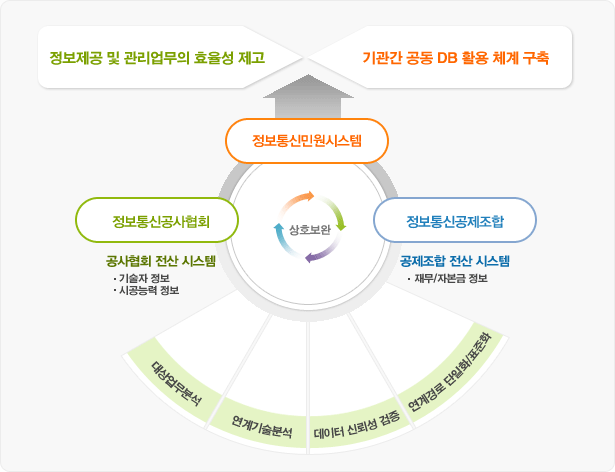 정보제공 및 관리업무의 효율성 제고
기관간 공동 DB 활용 체계 구축
정보통신민원시스템
정보통신공사협회
상호보완
정보통신공제조합
공사협회 전산 시스템
· 기술자 정보
· 시공능력 정보
공제조합 전산 시스템
· 재무/자본금 정보
대상업무분석
연계기술분석
데이터 신뢰성 검증
연계경로 단일화/표준화